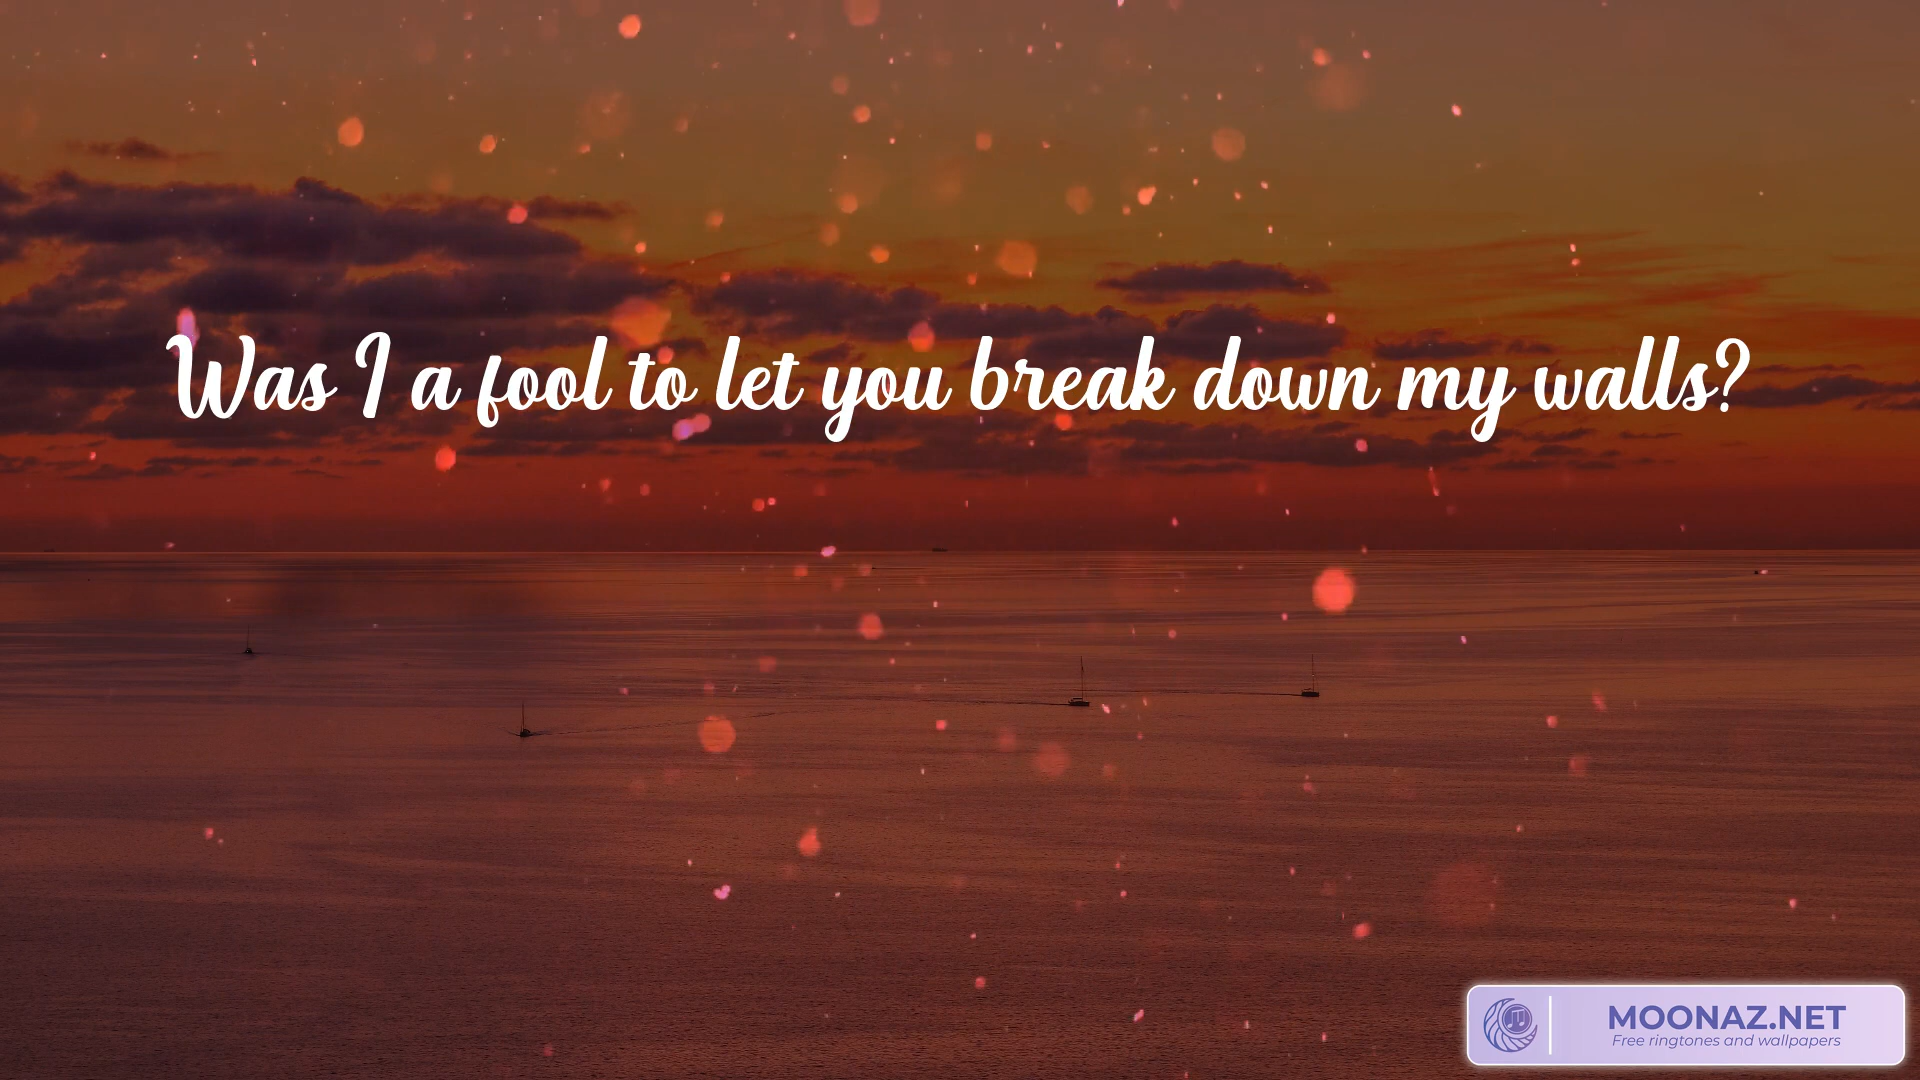 Was I a fool to let you break down my walls?
MOONAZ.NET
Free ringtones and wallpapers